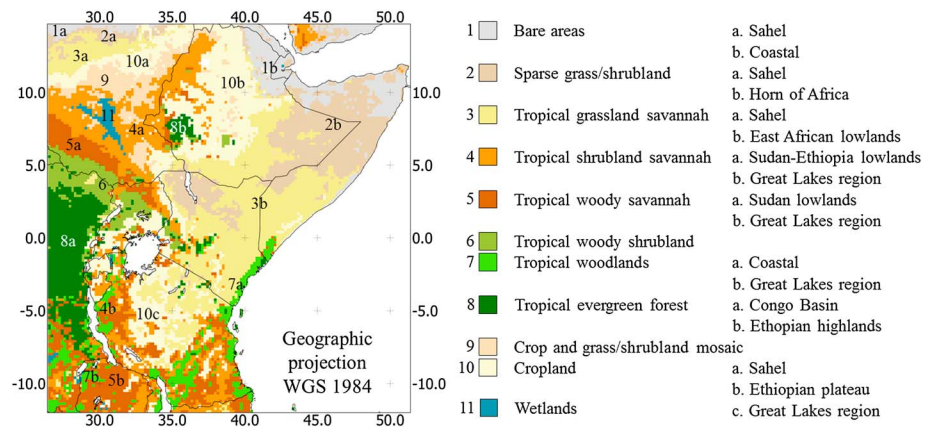 30.0 35.0 40.0 45.0 50.0
1a 2a
3a 10a
9 1b 10b
10.0 10.0
11 4a 8b 2b
5a
5.0 5.0
6 3b
0.0 8a 0.0
7a
-5.0 4b 10c -5.0
Geographic
projection
WGS 1984
-10.0 7b 5b -10.0
30.0 35.0 40.0 45.0 50.0
1 Bare areas a. Sahel
b. Coastal
2 Sparse grass/shrubland a. Sahel
b. Horn of Africa
3 Tropical grassland savannah a. Sahel
b. East African lowlands
4 Tropical shrubland savannah a. Sudan-Ethiopia lowlands
b. Great Lakes region
5 Tropical woody savannah a. Sudan lowlands
b. Great Lakes region
6 Tropical woody shrubland
7 Tropical woodlands a. Coastal
b. Great Lakes region
8 Tropical evergreen forest a. Congo Basin
b. Ethopian highlands
9 Crop and grass/shrubland mosaic
10 Cropland a. Sahel
b. Ethiopian plateau
11 Wetlands c. Great Lakes region